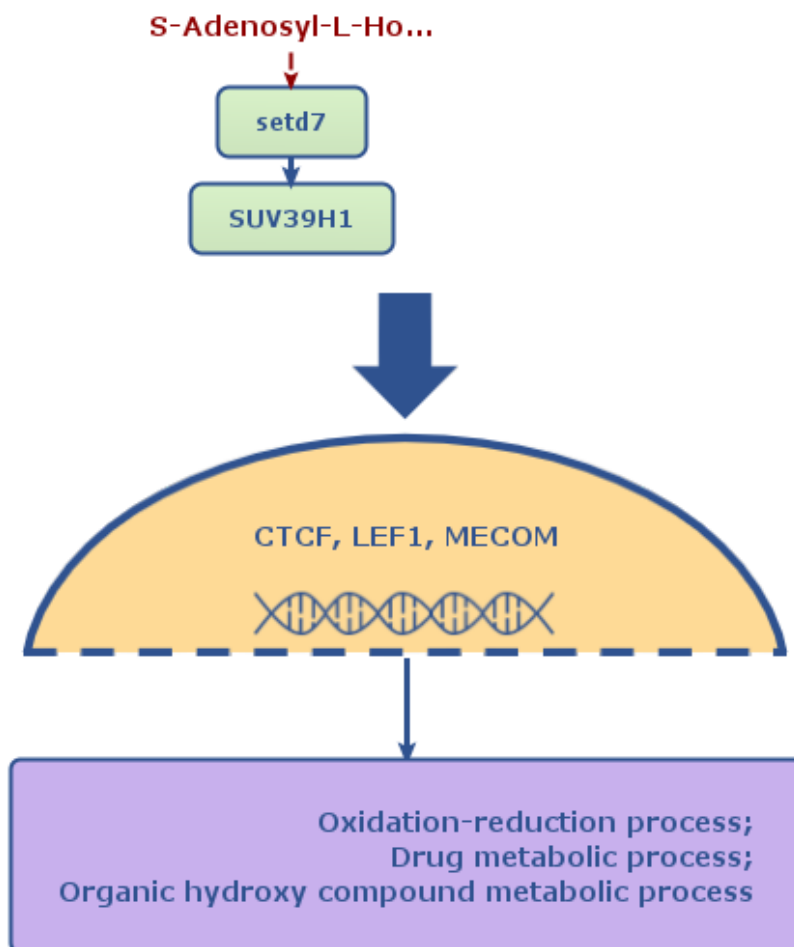 S-Adenosyl-L-Ho...
setd7
SUV39H1
CTCF, LEF1, MECOM
Oxidation-reduction process;
Drug metabolic process;
Organic hydroxy compound metabolic process